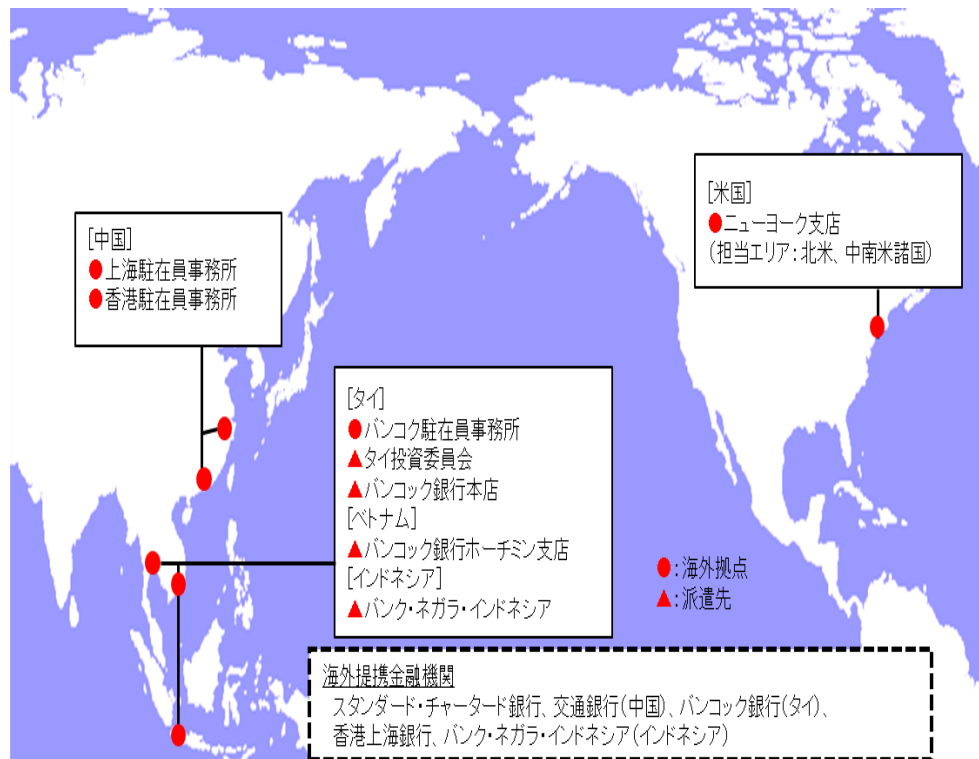 [中国]
●上海駐在員事務所
●香港駐在員事務所
[米国]
●ニューヨーク支店
(担当エリア:北米、中南米諸国)
[タイ]
●バンコク駐在員事務所
▲タイ投資委員会
▲バンコック銀行本店
[ベトナム]
▲バンコック銀行ホーチミン支店
[インドネシア]
▲バンク・ネガラ・インドネシア
●:海外拠点
▲:派遣先
海外提携金融機関
スタンダード・チャータード銀行、交通銀行(中国)、バンコック銀行(タイ)、
香港上海銀行、バンク・ネガラ・インドネシア(インドネシア)